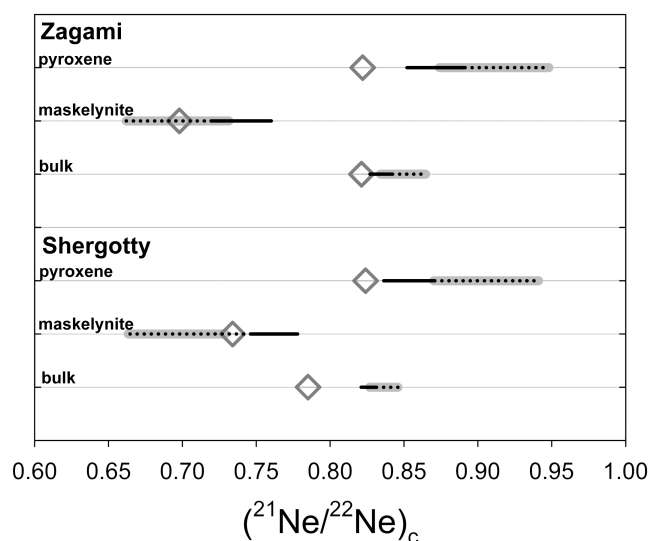 Zagami
pyroxene
maskelynite
bulk
Shergotty
pyroxene
maskelynite
bulk
0.60 0.65 0.70 0.75 0.80 0.85 0.90 0.95 1.00
(²¹Ne/²²Ne)c